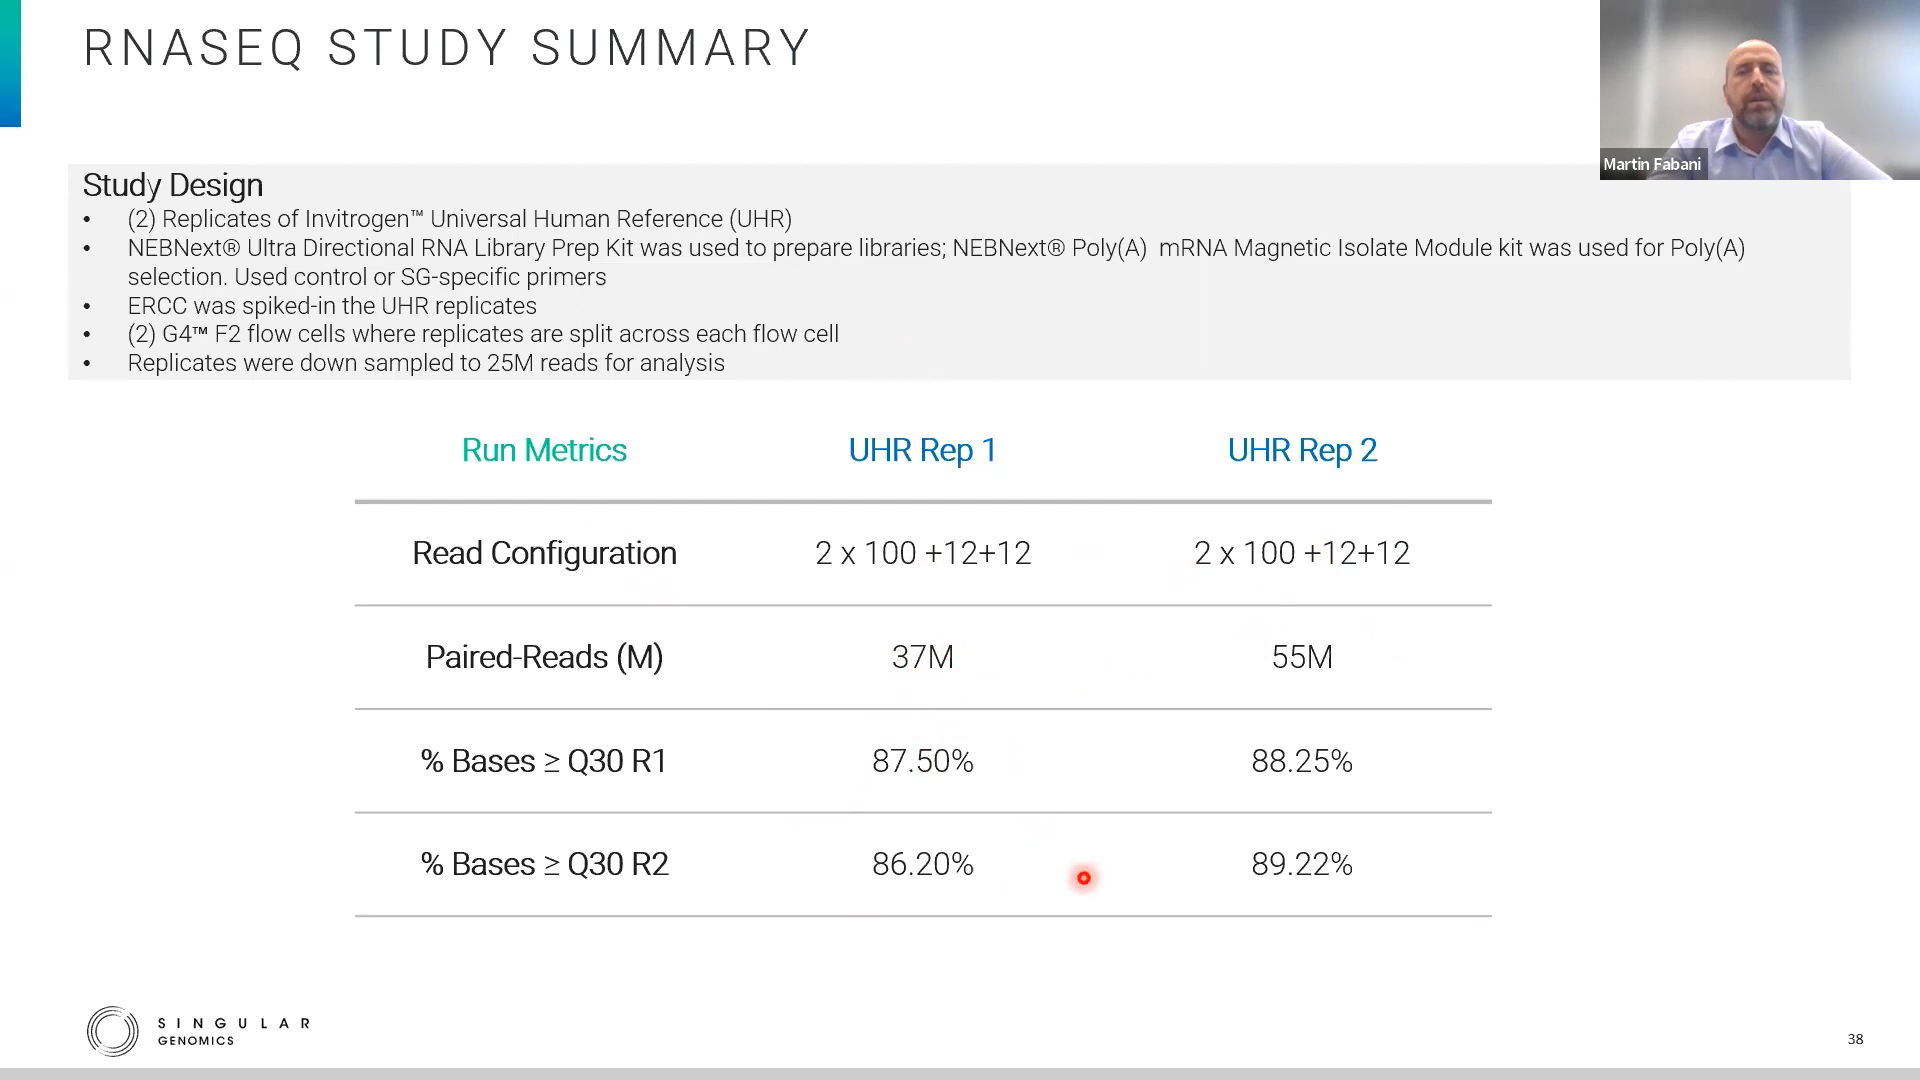 RNASEQ STUDY SUMMARY
Martin Fabani
Study Design
• (2) Replicates of Invitrogen™ Universal Human Reference (UHR)
• NEBNext® Ultra Directional RNA Library Prep Kit was used to prepare libraries; NEBNext® Poly(A) mRNA Magnetic Isolate Module kit was used for Poly(A)
selection. Used control or SG-specific primers
• ERCC was spiked-in the UHR replicates
• (2) G4™ F2 flow cells where replicates are split across each flow cell
• Replicates were down sampled to 25M reads for analysis
Run Metrics UHR Rep 1 UHR Rep 2
Read Configuration 2 x 100 +12+12 2 x 100 +12+12
Paired-Reads (M) 37M 55M
% Bases ≥ Q30 R1 87.50% 88.25%
% Bases ≥ Q30 R2 86.20% 89.22%
SINGULAR
GENOMICS
38